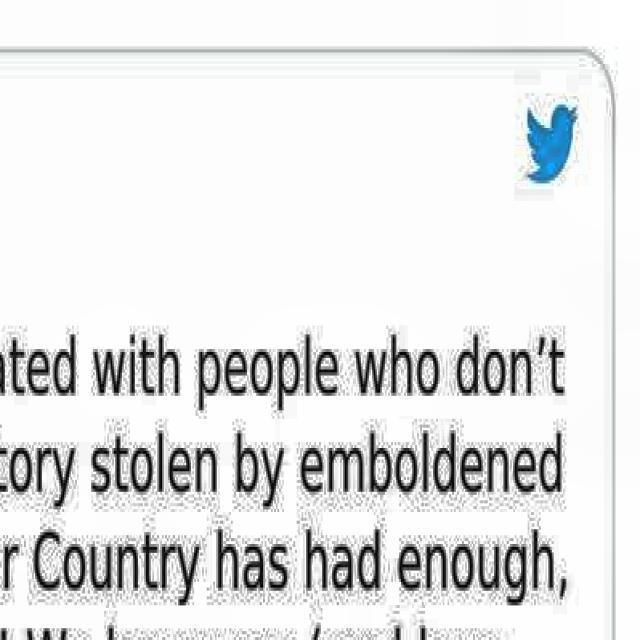 ated with people who don't
tory stolen by emboldened
r Country has had enough,